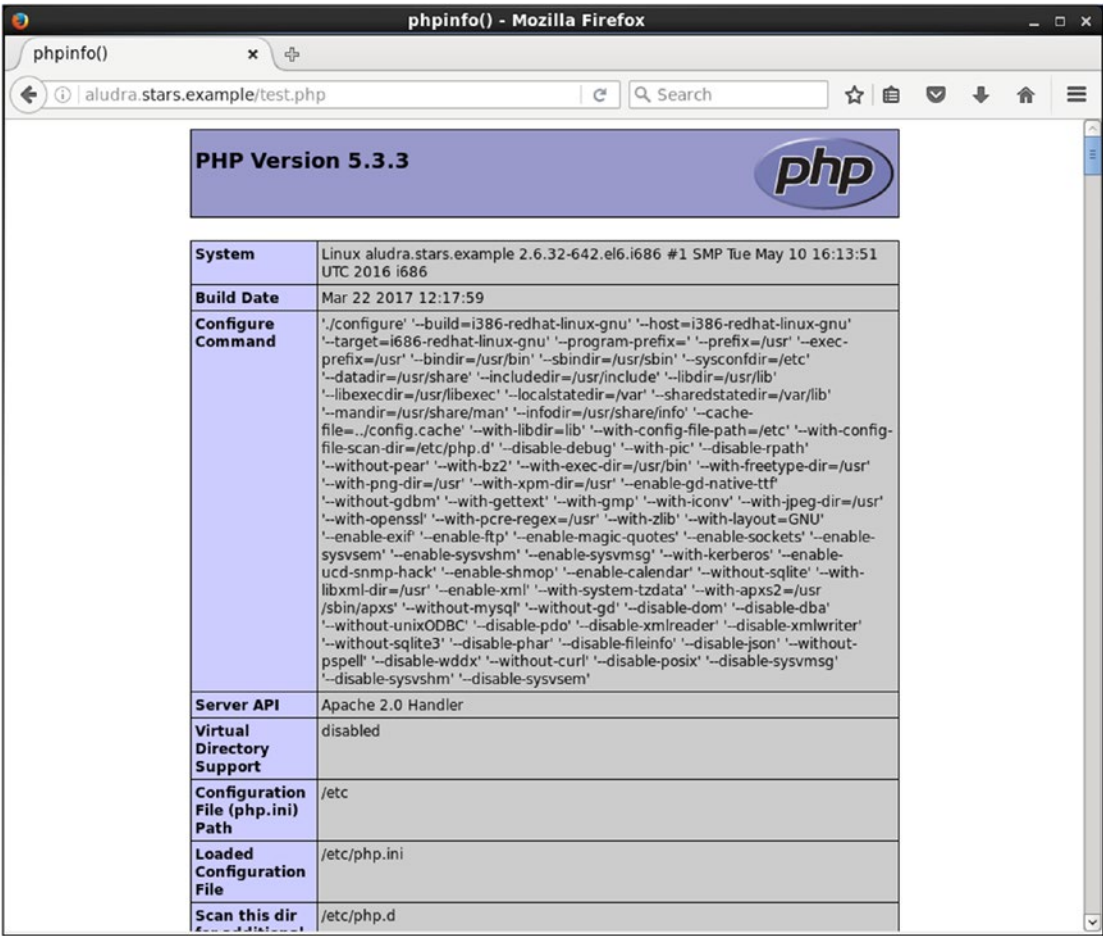 phpinfo() - Mozilla Firefox
phpinfo()
aludra.stars.example/test.php
Search
PHP Version 5.3.3
php
System
Linux aludra.stars.example 2.6.32-642.el6.i686 #1 SMP Tue May 10 16:13:51
UTC 2016 i686
Build Date
Mar 22 2017 12:17:59
Configure
Command
'./configure' '--build=i386-redhat-linux-gnu' '--host=i386-redhat-linux-gnu'
'--target=i686-redhat-linux-gnu' '--program-prefix=' '--prefix=/usr' '--exec-
prefix=/usr' '--bindir=/usr/bin' '--sbindir=/usr/sbin' '--sysconfdir=/etc'
'--datadir=/usr/share' '--includedir=/usr/include' '--libdir=/usr/lib'
'--libexecdir=/usr/libexec' '--localstatedir=/var' '--sharedstatedir=/var/lib'
'--mandir=/usr/share/man' '--infodir=/usr/share/info' '--cache-
file=../config.cache' '--with-libdir=lib' '--with-config-file-path=/etc' '--with-config-
file-scan-dir=/etc/php.d' '--disable-debug' '--with-pic' '--disable-rpath'
'--without-pear' '--with-bz2' '--with-exec-dir=/usr/bin' '--with-freetype-dir=/usr'
'--with-png-dir=/usr' '--with-xpm-dir=/usr' '--enable-gd-native-ttf'
'--without-gdbm' '--with-gettext' '--with-gmp' '--with-iconv' '--with-jpeg-dir=/usr'
'--with-openssl' '--with-pcre-regex=/usr' '--with-zlib' '--with-layout=GNU'
'--enable-exif' '--enable-ftp' '--enable-magic-quotes' '--enable-sockets' '--enable-
sysvsem' '--enable-sysvshm' '--enable-sysvmsg' '--with-kerberos' '--enable-
ucd-snmp-hack' '--enable-shmop' '--enable-calendar' '--without-sqlite' '--with-
libxml-dir=/usr' '--enable-xml' '--with-system-tzdata' '--with-apxs2=/usr
/sbin/apxs' '--without-mysql' '--without-gd' '--disable-dom' '--disable-dba'
'--without-unixODBC' '--disable-pdo' '--disable-xmlreader' '--disable-xmlwriter'
'--without-sqlite3' '--disable-phar' '--disable-fileinfo' '--disable-json' '--without-
pspell' '--disable-wddx' '--without-curl' '--disable-posix' '--disable-sysvmsg'
'--disable-sysvshm' '--disable-sysvsem'
Server API
Apache 2.0 Handler
Virtual
Directory
Support
disabled
Configuration
File (php.ini)
Path
/etc
Loaded
Configuration
File
/etc/php.ini
Scan this dir
for additional
/etc/php.d